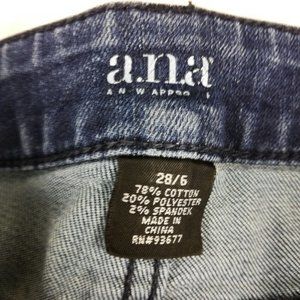 a.n.a
28/6
78% COTTON
20% POLYESTER
2% SPANDEX
MADE IN
CHINA
RN#93677